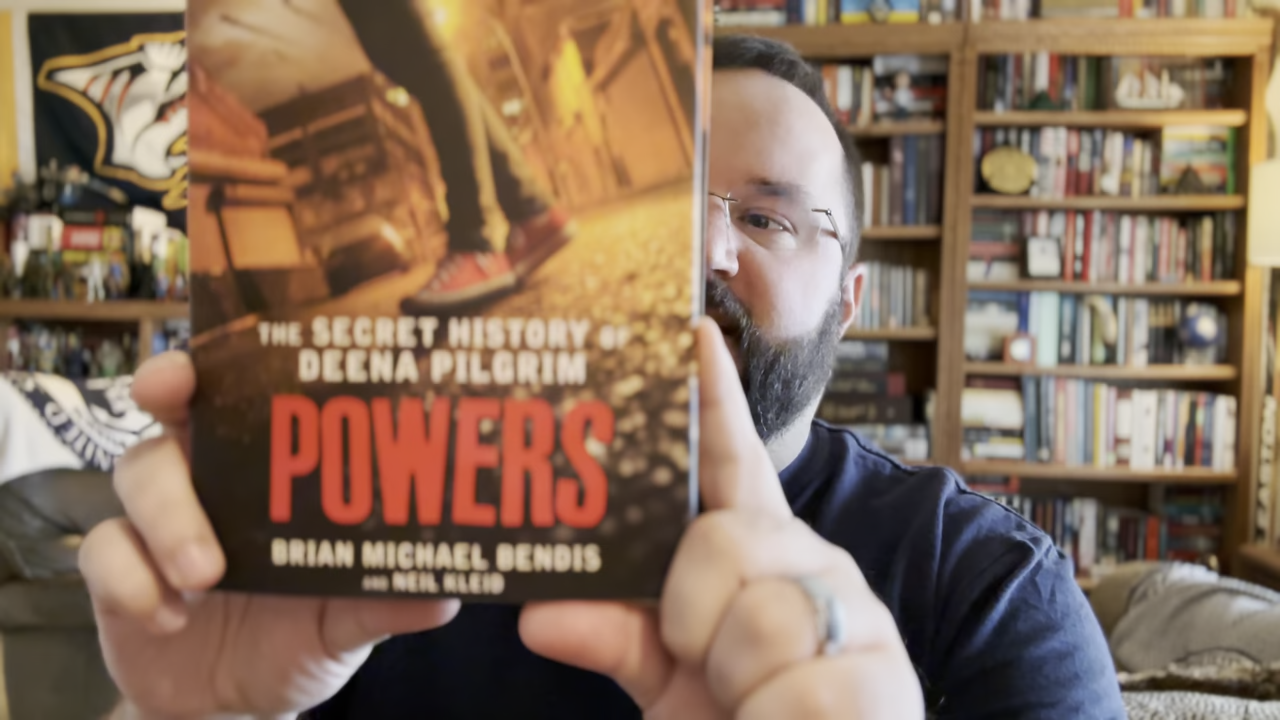 THE SECRET HISTORY OF
DEENA PILGRIM
POWERS
BRIAN MICHAEL BENDIS
AND NEIL KLEID